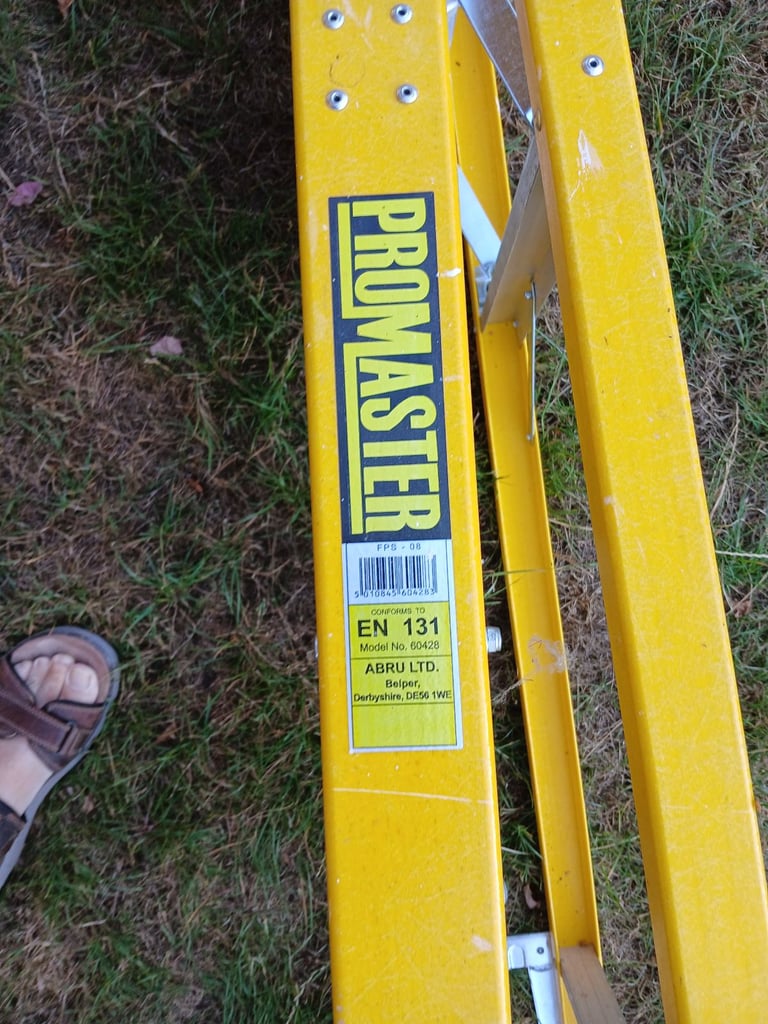 PROMASTER
FPS - 08
5 010845 604283
CONFORMS TO
EN 131
Model No. 60428
ABRU LTD.
Belper,
Derbyshire, DE56 1WE